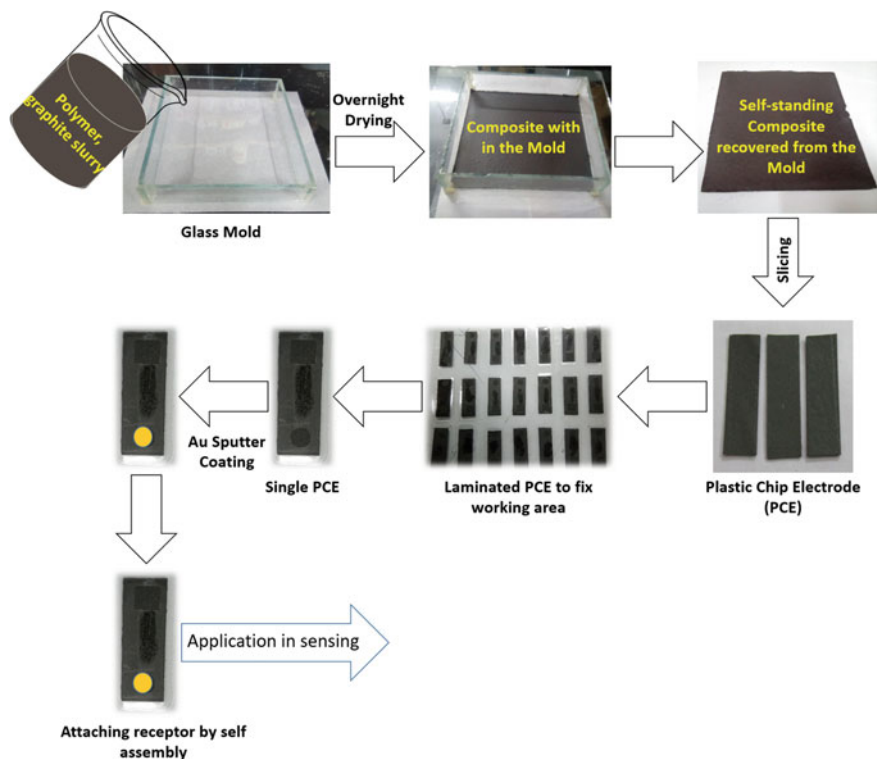 Polymer,
graphite slurry
Glass Mold
Overnight
Drying
Composite with
in the Mold
Self-standing
Composite
recovered from the
Mold
Slicing
Plastic Chip Electrode
(PCE)
Laminated PCE to fix
working area
Single PCE
Au Sputter
Coating
Attaching receptor by self
assembly
Application in sensing